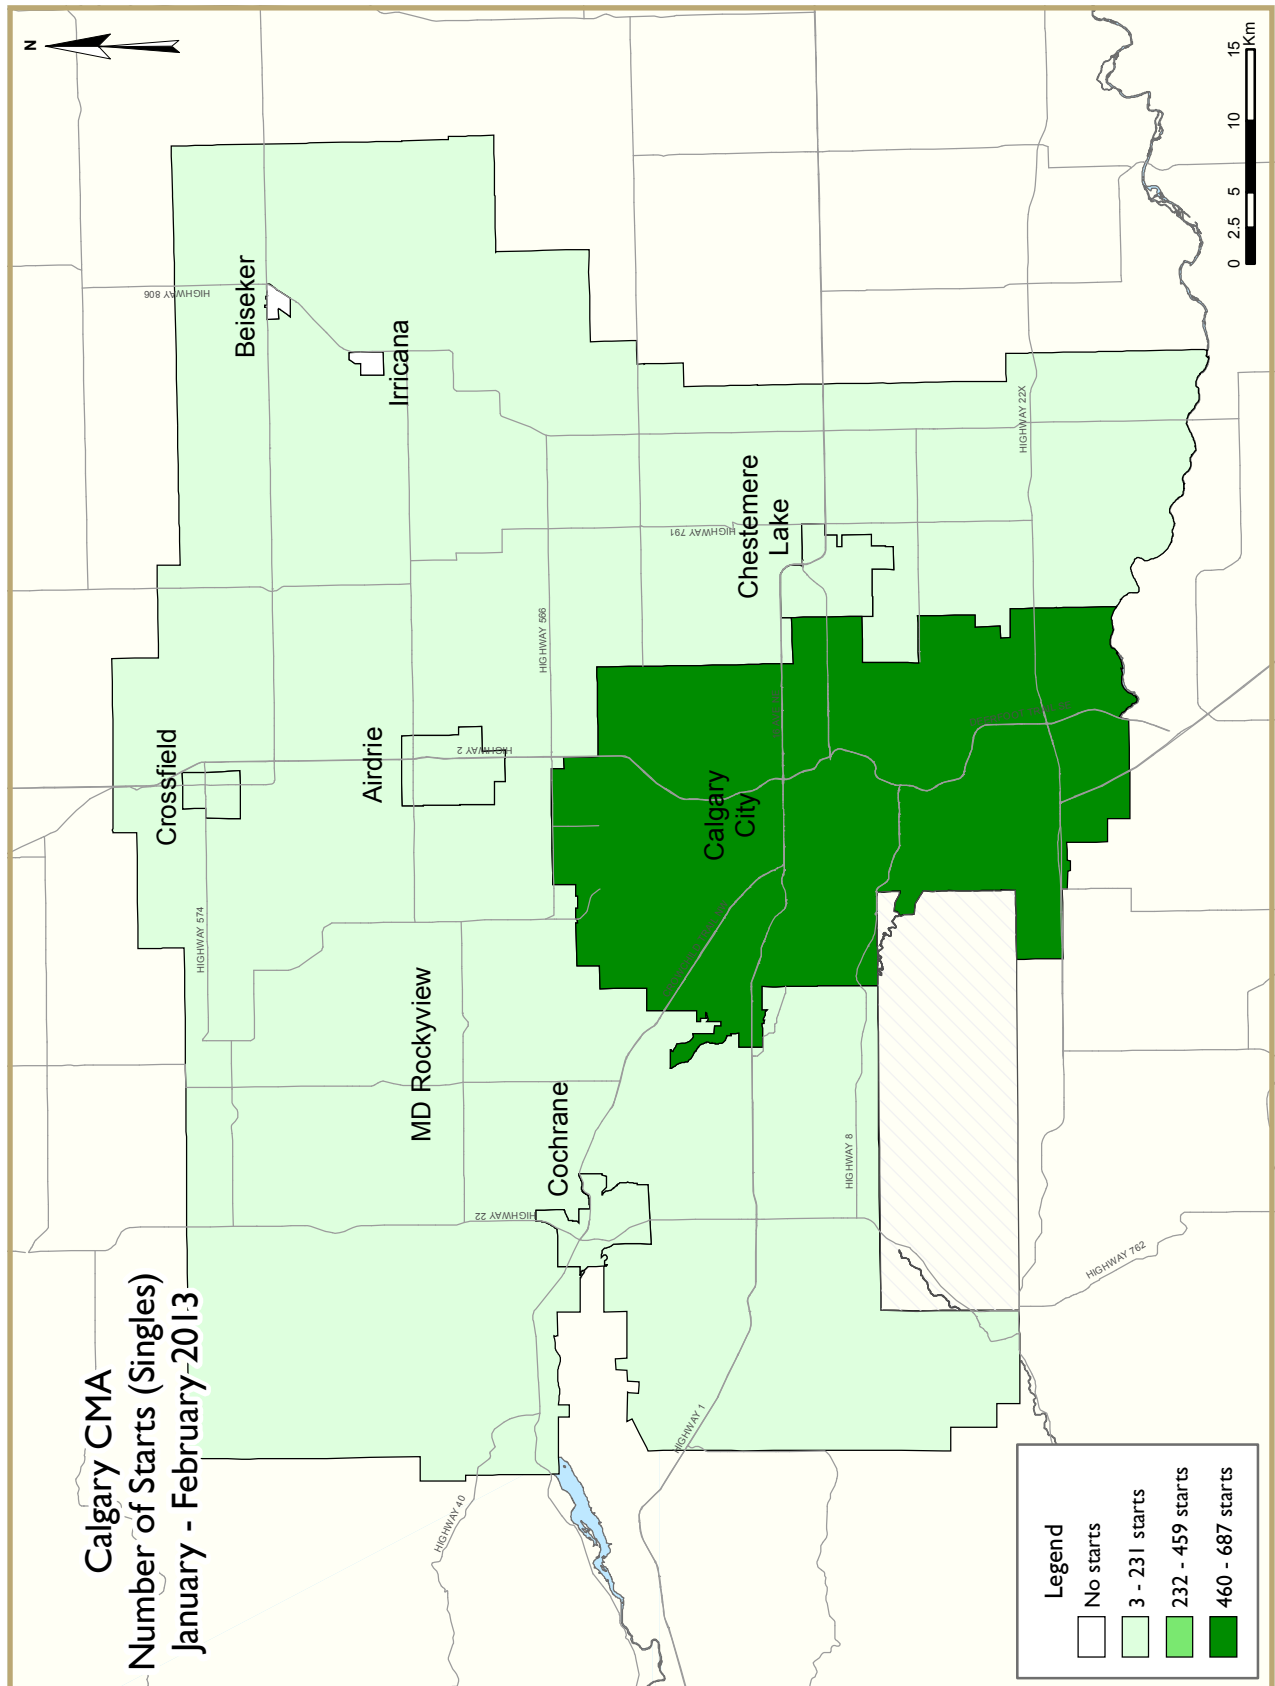 Calgary CMA
Number of Starts (Singles)
January - February 2013
N
Crossfield
Beiseker
Irricana
Airdrie
MD Rockyview
Cochrane
Calgary
City
Chestemere
Lake
HIGHWAY 806
HIGHWAY 574
HIGHWAY 566
HIGHWAY 2
HIGHWAY 791
HIGHWAY 22
HIGHWAY 22X
HIGHWAY 8
HIGHWAY 40
HIGHWAY 1
HIGHWAY 762
Legend
No starts
3 - 231 starts
232 - 459 starts
460 - 687 starts
0 2.5 5 10 15
Km